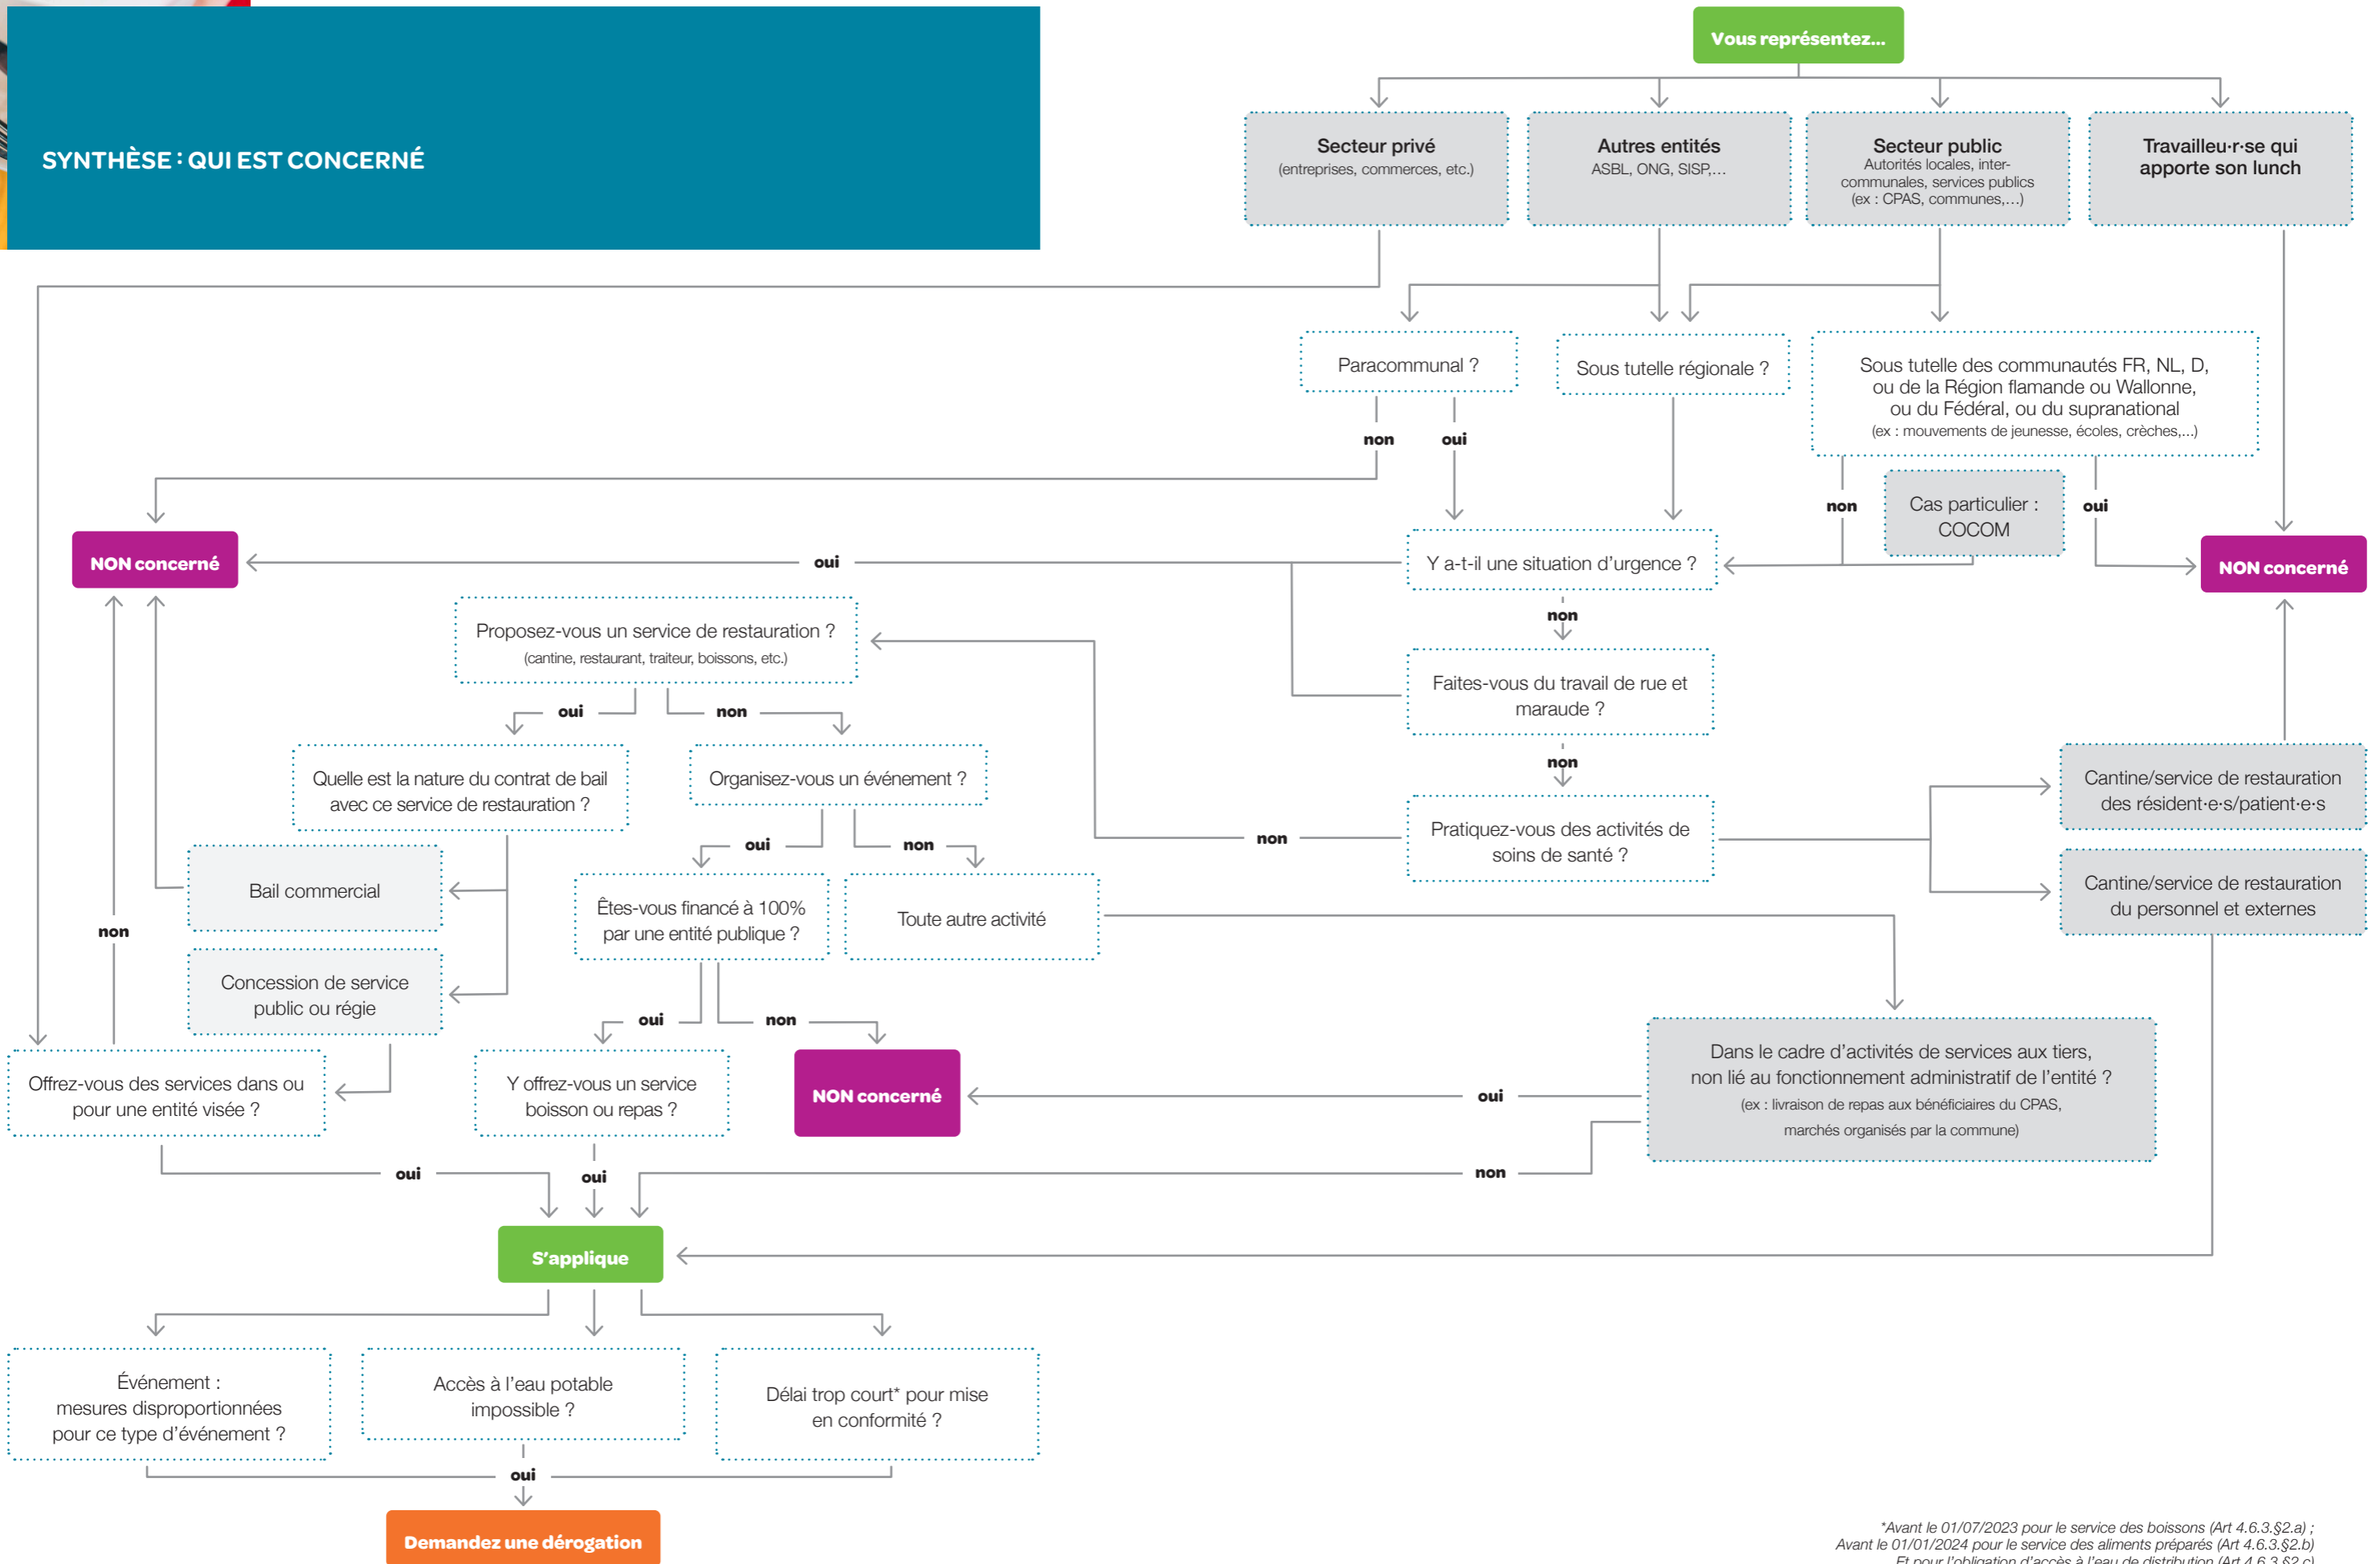 SYNTHÈSE : QUI EST CONCERNÉ
Vous représentez...
Secteur privé
(entreprises, commerces, etc.)
Autres entités
ASBL, ONG, SISP,...
Secteur public
Autorités locales, inter-
communales, services publics
(ex : CPAS, communes,...)
Travailleu·r·se qui
apporte son lunch
Paracommunal ?
Sous tutelle régionale ?
Sous tutelle des communautés FR, NL, D,
ou de la Région flamande ou Wallonne,
ou du Fédéral, ou du supranational
(ex : mouvements de jeunesse, écoles, crèches,...)
non
oui
non
Cas particulier :
COCOM
oui
NON concerné
oui
Y a-t-il une situation d'urgence ?
NON concerné
non
Proposez-vous un service de restauration ?
(cantine, restaurant, traiteur, boissons, etc.)
Faites-vous du travail de rue et
maraude ?
oui
non
non
Quelle est la nature du contrat de bail
avec ce service de restauration ?
Organisez-vous un événement ?
Cantine/service de restauration
des résident·e·s/patient·e·s
oui
non
non
Pratiquez-vous des activités de
soins de santé ?
Bail commercial
Êtes-vous financé à 100%
par une entité publique ?
Toute autre activité
Cantine/service de restauration
du personnel et externes
non
Concession de service
public ou régie
oui
non
Offrez-vous des services dans ou
pour une entité visée ?
Y offrez-vous un service
boisson ou repas ?
NON concerné
oui
Dans le cadre d'activités de services aux tiers,
non lié au fonctionnement administratif de l'entité ?
(ex : livraison de repas aux bénéficiaires du CPAS,
marchés organisés par la commune)
oui
oui
non
S'applique
Événement :
mesures disproportionnées
pour ce type d'événement ?
Accès à l'eau potable
impossible ?
Délai trop court* pour mise
en conformité ?
oui
Demandez une dérogation
*Avant le 01/07/2023 pour le service des boissons (Art 4.6.3.§2.a) ;
Avant le 01/01/2024 pour le service des aliments préparés (Art 4.6.3.§2.b)
Et pour l'obligation d'accès à l'eau de distribution (Art 4.6.3.§2.c)